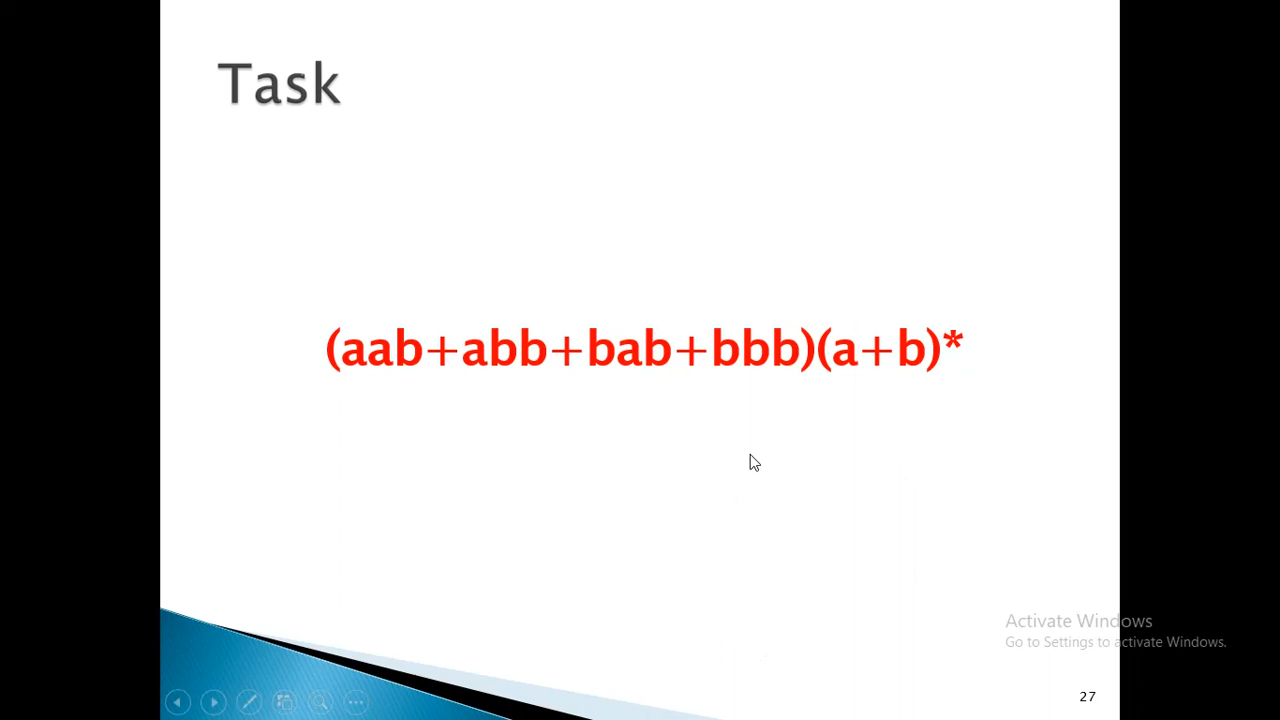 Task
(aab+abb+bab+bbb)(a+b)*
Activate Windows
Go to Settings to activate Windows.
27